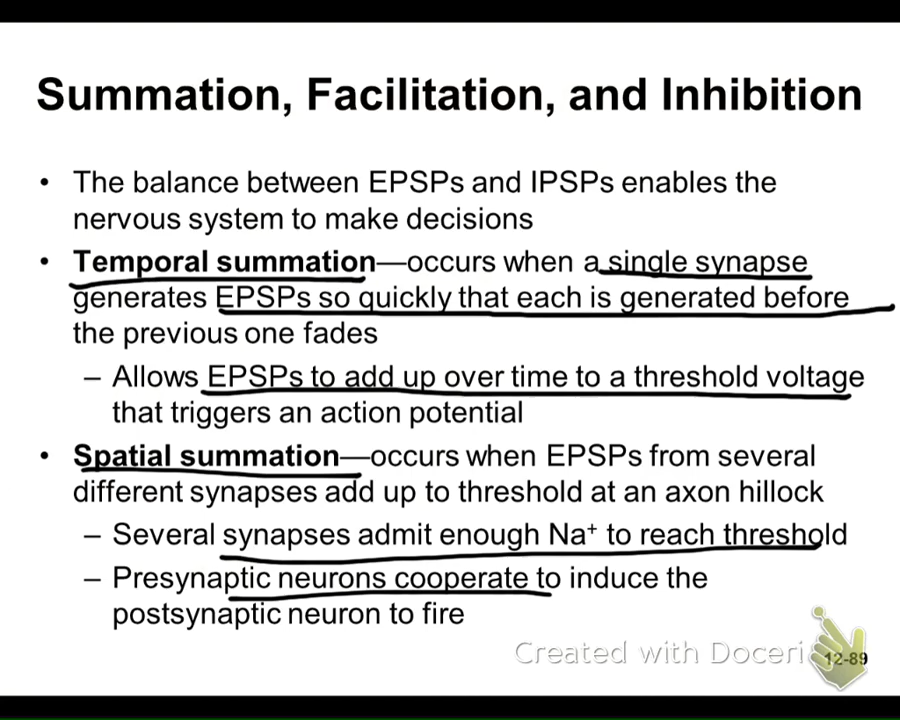 Summation, Facilitation, and Inhibition
• The balance between EPSPs and IPSPs enables the
nervous system to make decisions
• Temporal summation—occurs when a single synapse
generates EPSPs so quickly that each is generated before
the previous one fades
– Allows EPSPs to add up over time to a threshold voltage
that triggers an action potential
• Spatial summation—occurs when EPSPs from several
different synapses add up to threshold at an axon hillock
– Several synapses admit enough Na⁺ to reach threshold
– Presynaptic neurons cooperate to induce the
postsynaptic neuron to fire
Created with Doceri
12-89